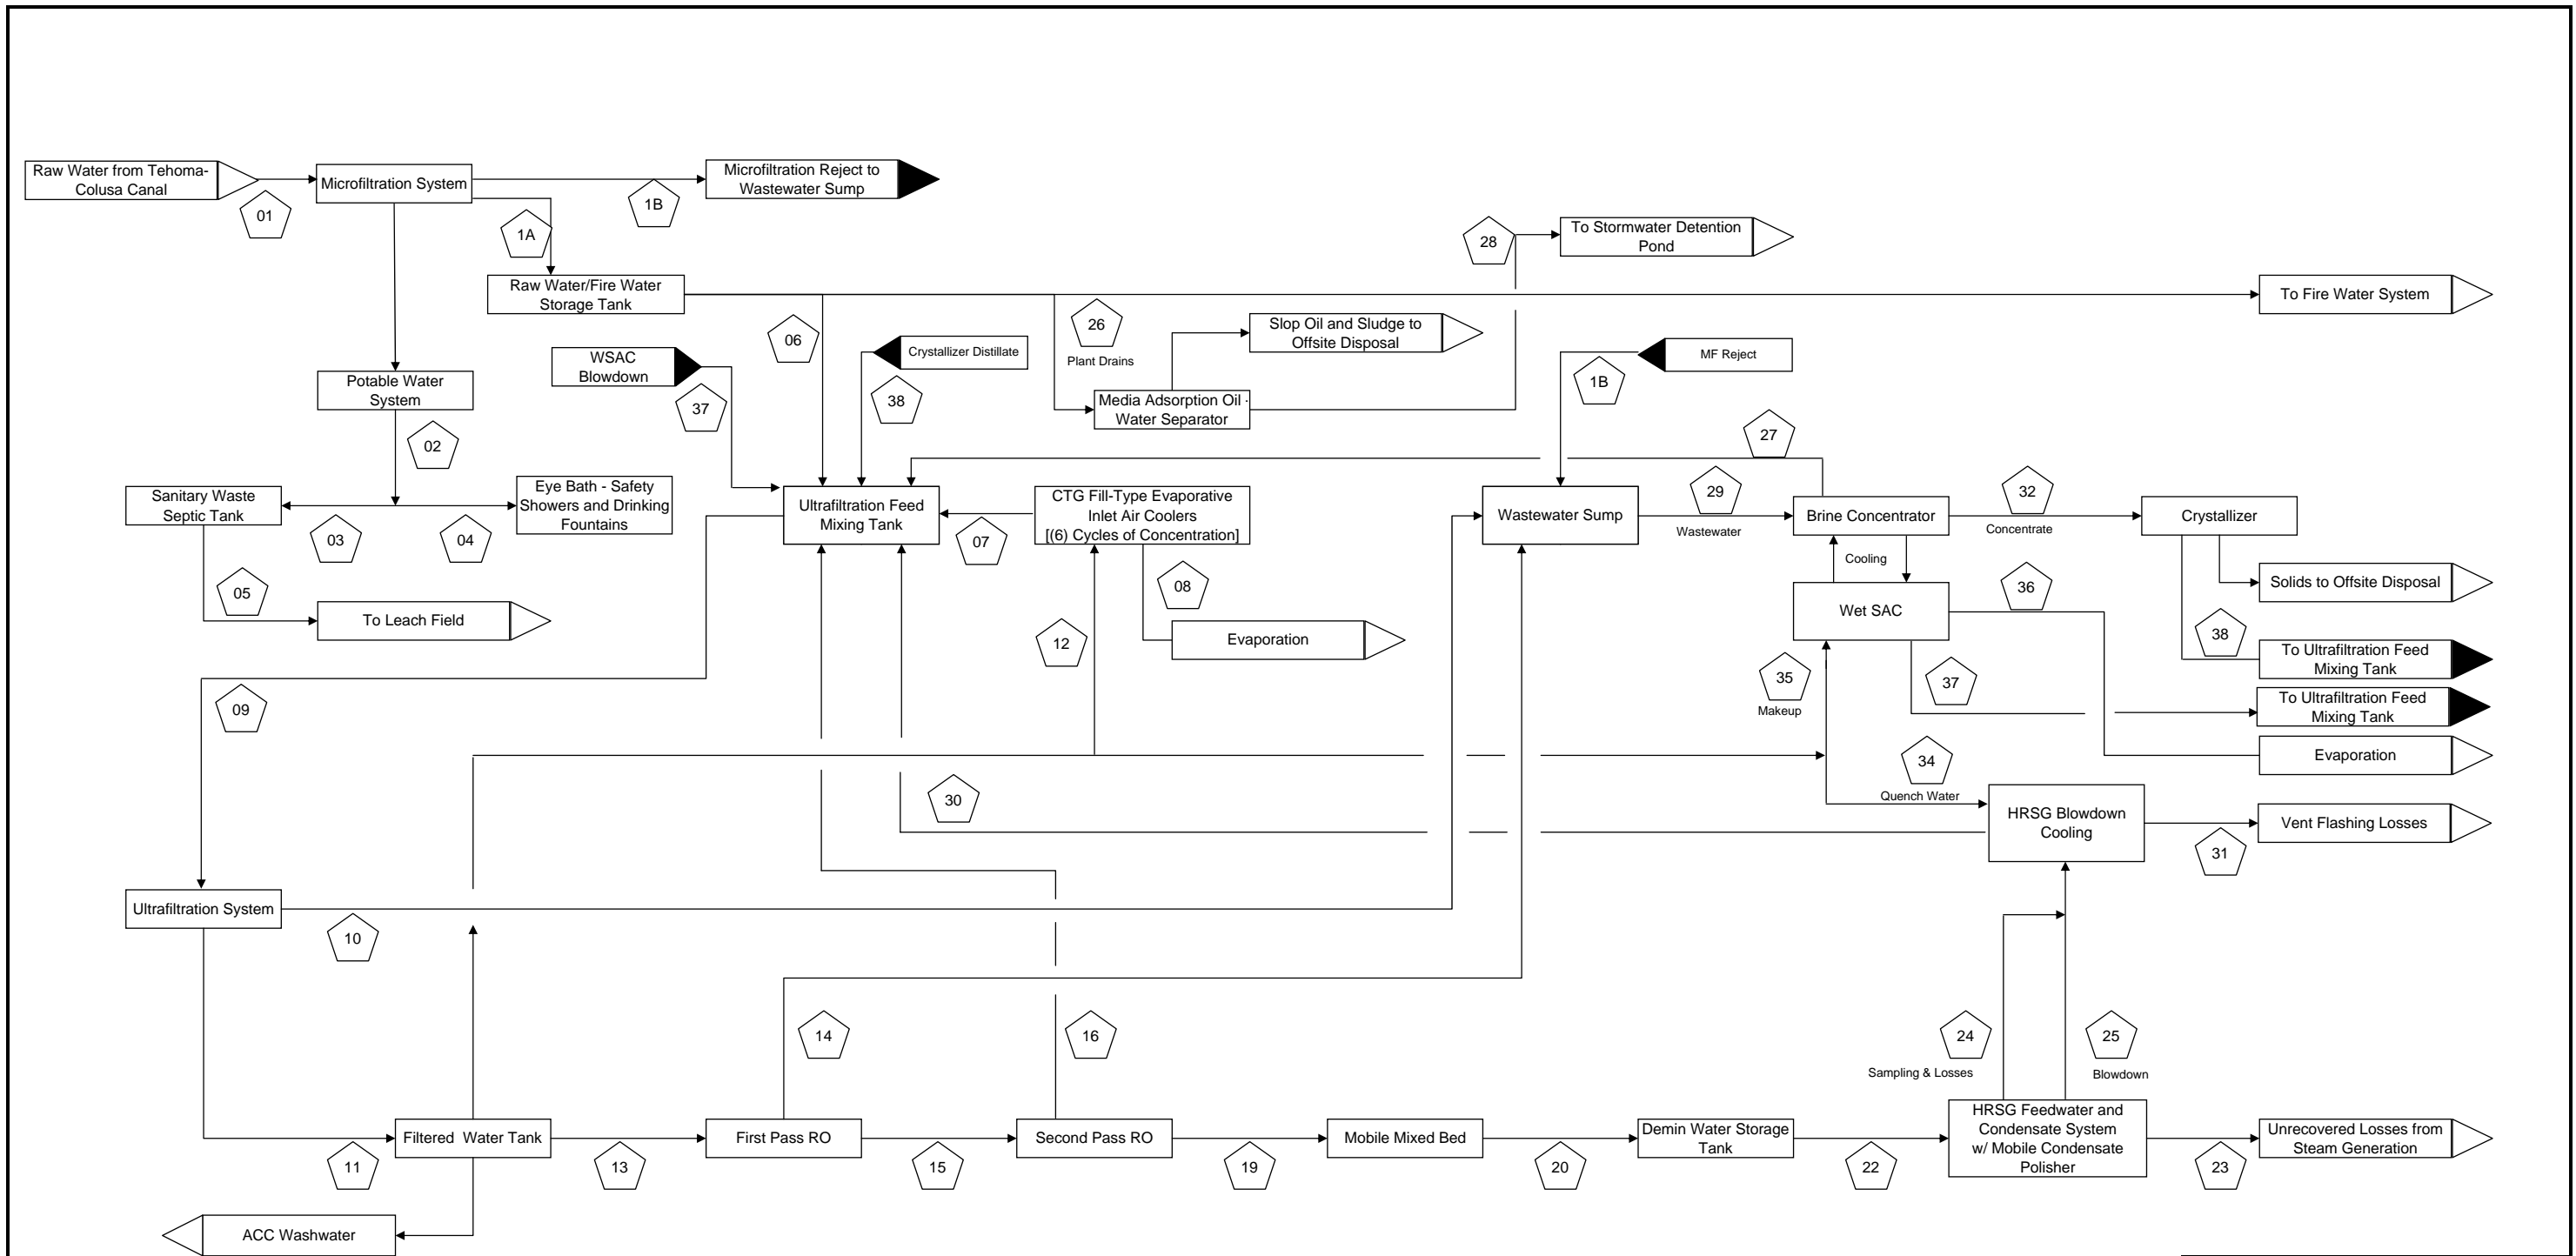 Raw Water from Tehoma-
Colusa Canal
01
Microfiltration System
1A
1B
Microfiltration Reject to
Wastewater Sump
28
To Stormwater Detention
Pond
Raw Water/Fire Water
Storage Tank
To Fire Water System
06
26
Plant Drains
Slop Oil and Sludge to
Offsite Disposal
WSAC
Blowdown
37
Crystallizer Distillate
38
MF Reject
1B
Potable Water
System
Media Adsorption Oil -
Water Separator
02
27
Sanitary Waste
Septic Tank
03
04
Eye Bath - Safety
Showers and Drinking
Fountains
Ultrafiltration Feed
Mixing Tank
07
CTG Fill-Type Evaporative
Inlet Air Coolers
[(6) Cycles of Concentration]
Wastewater Sump
29
Wastewater
Brine Concentrator
32
Concentrate
Crystallizer
05
08
Cooling
36
Solids to Offsite Disposal
To Leach Field
12
Evaporation
Wet SAC
38
To Ultrafiltration Feed
Mixing Tank
35
Makeup
37
09
To Ultrafiltration Feed
Mixing Tank
34
Quench Water
Evaporation
30
HRSG Blowdown
Cooling
31
Vent Flashing Losses
Ultrafiltration System
10
14
16
24
Sampling & Losses
25
Blowdown
11
Filtered Water Tank
13
First Pass RO
15
Second Pass RO
19
Mobile Mixed Bed
20
Demin Water Storage
Tank
22
HRSG Feedwater and
Condensate System
w/ Mobile Condensate
Polisher
23
Unrecovered Losses from
Steam Generation
ACC Washwater